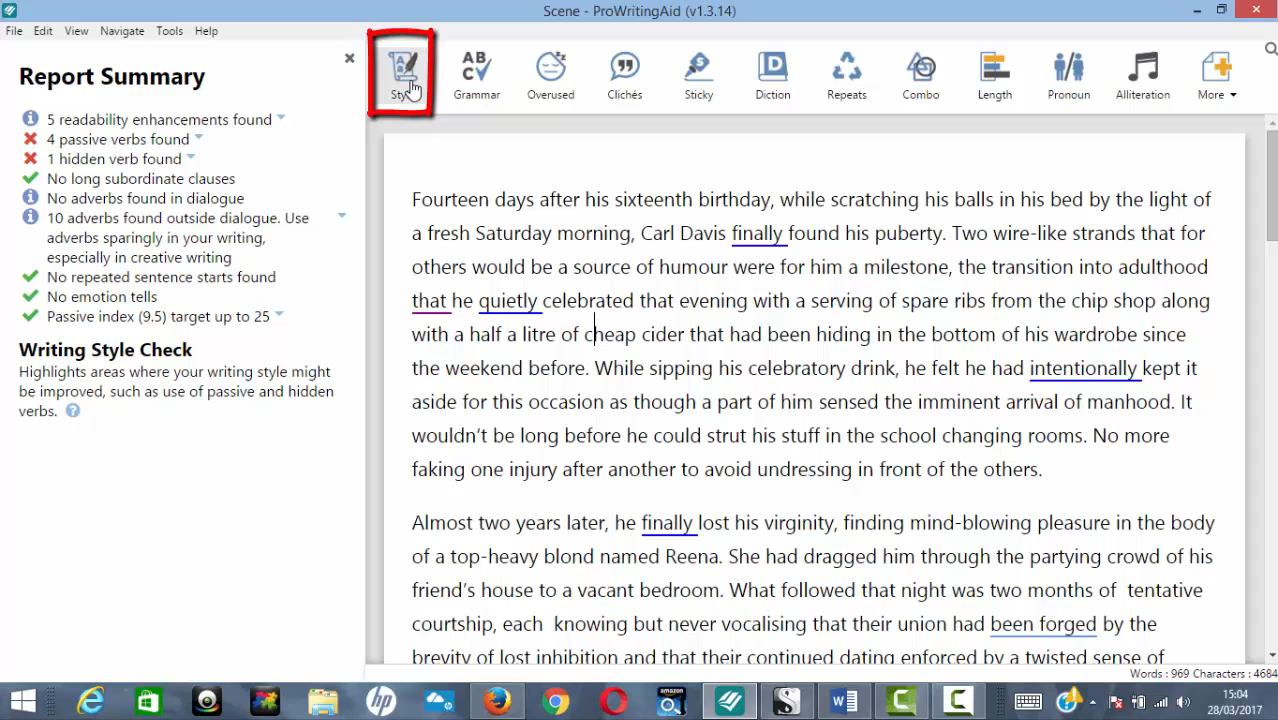 Scene - ProWritingAid (v1.3.14)
File Edit View Navigate Tools Help
Grammar Overused Clichés Sticky Diction Repeats Combo Length Pronoun Alliteration More
Report Summary
5 readability enhancements found
4 passive verbs found
1 hidden verb found
No long subordinate clauses
No adverbs found in dialogue
10 adverbs found outside dialogue. Use
adverbs sparingly in your writing,
especially in creative writing
No repeated sentence starts found
No emotion tells
Passive index (9.5) target up to 25
Writing Style Check
Highlights areas where your writing style might
be improved, such as use of passive and hidden
verbs.
Fourteen days after his sixteenth birthday, while scratching his balls in his bed by the light of
a fresh Saturday morning, Carl Davis finally found his puberty. Two wire-like strands that for
others would be a source of humour were for him a milestone, the transition into adulthood
that he quietly celebrated that evening with a serving of spare ribs from the chip shop along
with a half a litre of cheap cider that had been hiding in the bottom of his wardrobe since
the weekend before. While sipping his celebratory drink, he felt he had intentionally kept it
aside for this occasion as though a part of him sensed the imminent arrival of manhood. It
wouldn't be long before he could strut his stuff in the school changing rooms. No more
faking one injury after another to avoid undressing in front of the others.
Almost two years later, he finally lost his virginity, finding mind-blowing pleasure in the body
of a top-heavy blond named Reena. She had dragged him through the partying crowd of his
friend's house to a vacant bedroom. What followed that night was two months of tentative
courtship, each knowing but never vocalising that their union had been forged by the
brevity of lost inhibition and that their continued dating enforced by a twisted sense of
Words : 969 Characters : 4684
15:04
28/03/2017